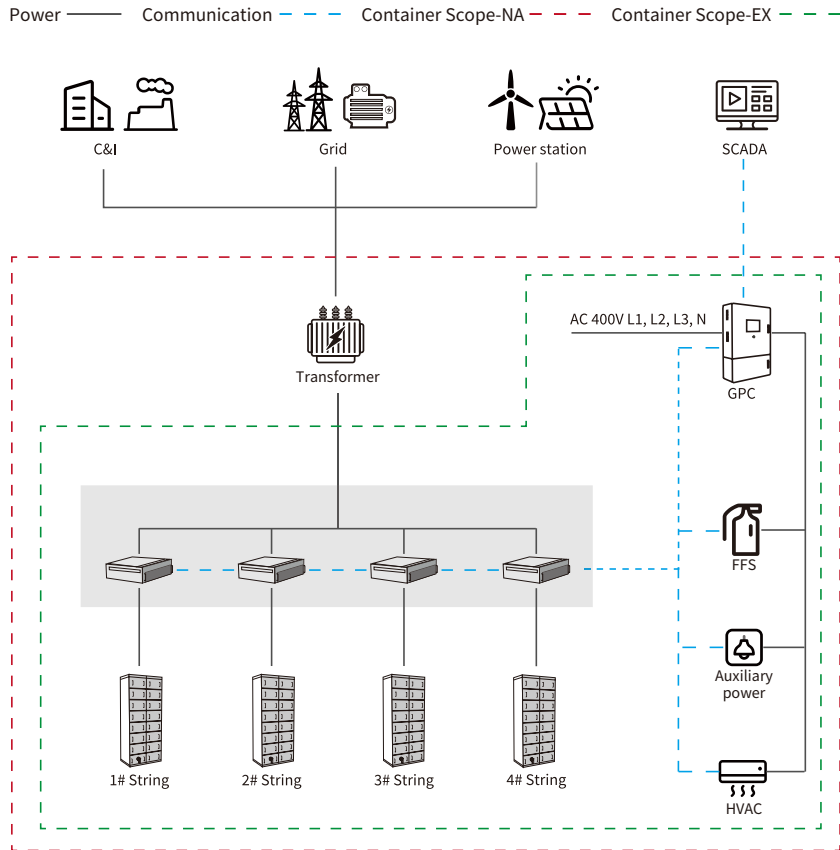 Power Communication Container Scope-NA Container Scope-EX
C&I Grid Power station SCADA
AC 400V L1, L2, L3, N
Transformer
GPC
FFS
Auxiliary
power
1# String 2# String 3# String 4# String
HVAC